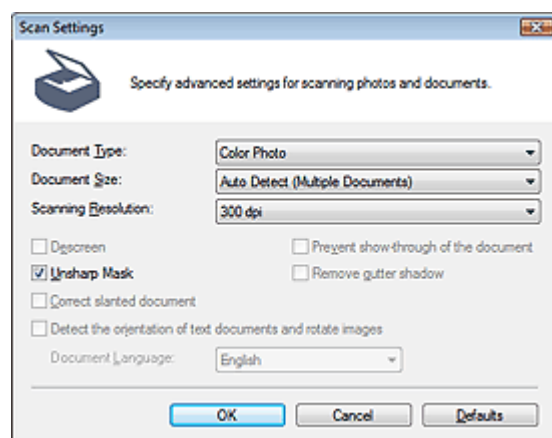 Scan Settings
Specify advanced settings for scanning photos and documents.
Document Type: Color Photo
Document Size: Auto Detect (Multiple Documents)
Scanning Resolution: 300 dpi
Descreen Prevent show-through of the document
Unsharp Mask Remove gutter shadow
Correct slanted document
Detect the orientation of text documents and rotate images
Document Language: English
OK Cancel Defaults